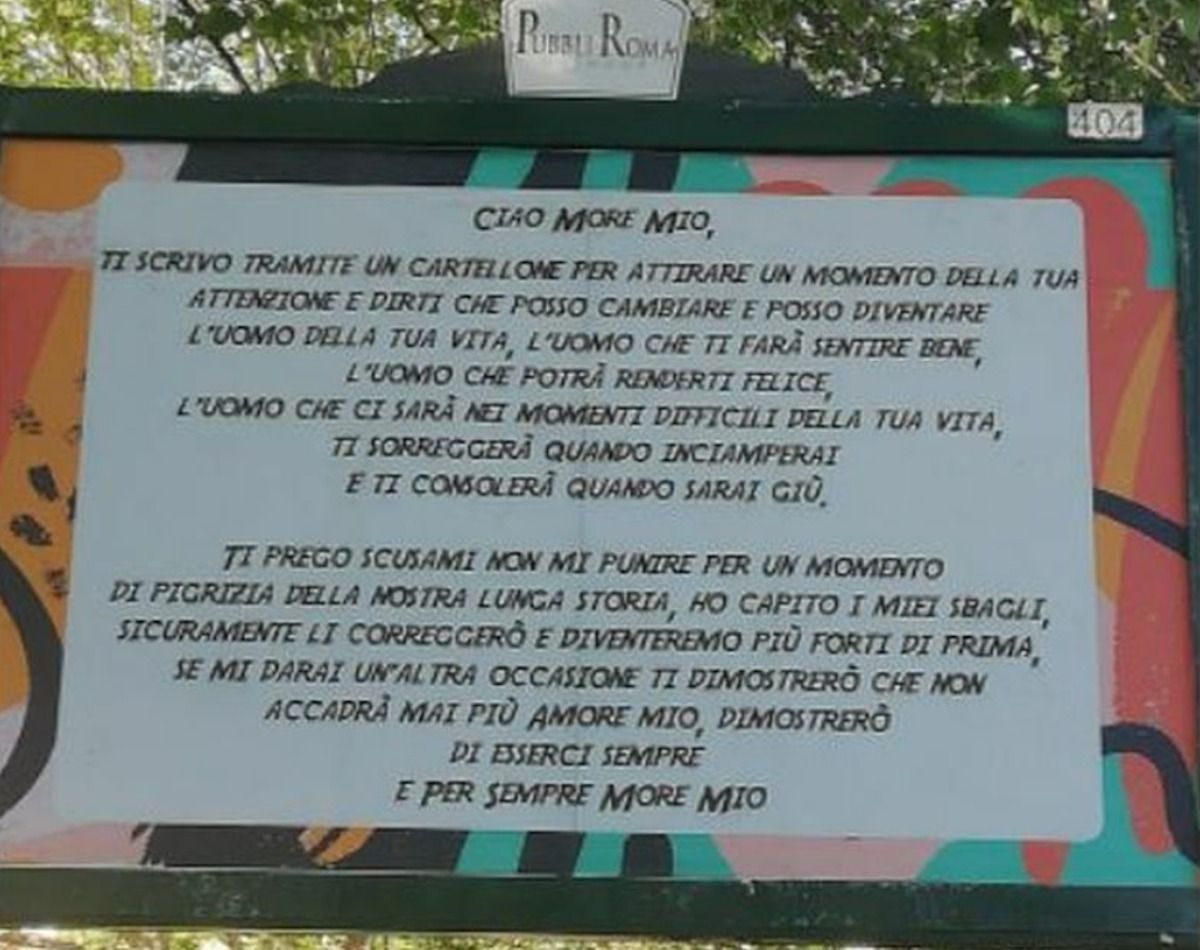 PUBBLI ROMA
404
CIAO MORE MIO,
TI SCRIVO TRAMITE UN CARTELLONE PER ATTIRARE UN MOMENTO DELLA TUA
ATTENZIONE E DIRTI CHE POSSO CAMBIARE E POSSO DIVENTARE
L'UOMO DELLA TUA VITA, L'UOMO CHE TI FARÀ SENTIRE BENE,
L'UOMO CHE POTRÀ RENDERTI FELICE,
L'UOMO CHE CI SARÀ NEI MOMENTI DIFFICILI DELLA TUA VITA,
TI SORREGGERÀ QUANDO INCIAMPERAI
E TI CONSOLERÀ QUANDO SARAI GIÙ.
TI PREGO SCUSAMI NON MI PUNIRE PER UN MOMENTO
DI PIGRIZIA DELLA NOSTRA LUNGA STORIA, HO CAPITO I MIEI SBAGLI,
SICURAMENTE LI CORREGGERÒ E DIVENTEREMO PIÙ FORTI DI PRIMA,
SE MI DARAI UN'ALTRA OCCASIONE TI DIMOSTRERÒ CHE NON
ACCADRÀ MAI PIÙ AMORE MIO, DIMOSTRERÒ
DI ESSERCI SEMPRE
E PER SEMPRE MORE MIO